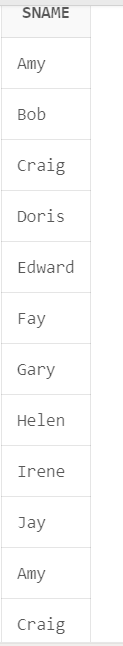 SNAME
Amy
Bob
Craig
Doris
Edward
Fay
Gary
Helen
Irene
Jay
Amy
Craig